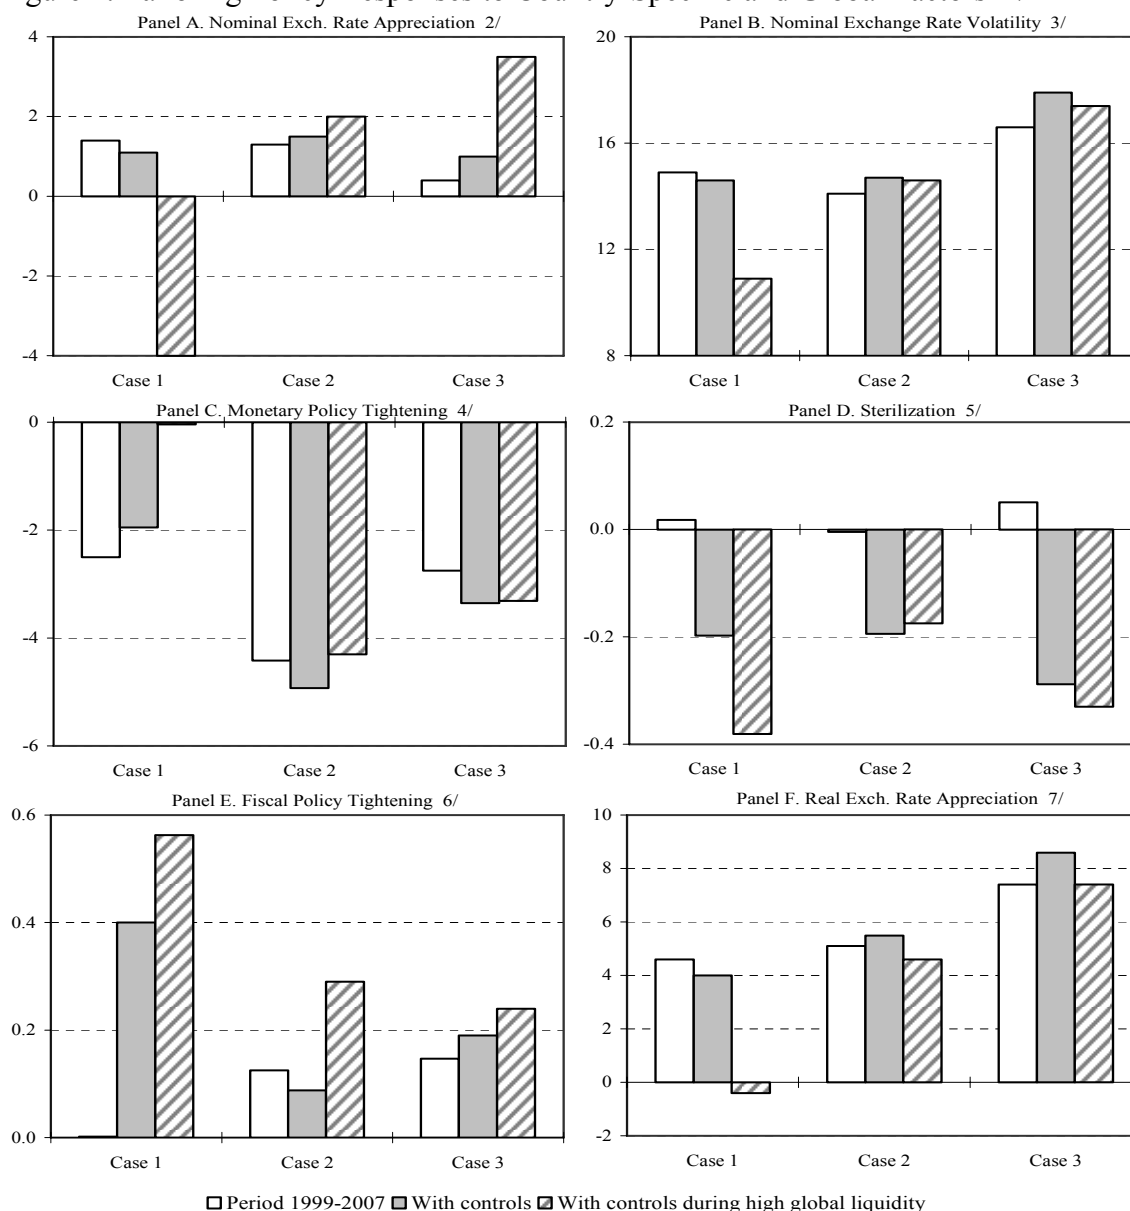 Panel A. Nominal Exch. Rate Appreciation 2/
4
2
0
-2
-4
Case 1 Case 2 Case 3
Panel B. Nominal Exchange Rate Volatility 3/
20
16
12
8
Case 1 Case 2 Case 3
Panel C. Monetary Policy Tightening 4/
0
-2
-4
-6
Case 1 Case 2 Case 3
Panel D. Sterilization 5/
0.2
0.0
-0.2
-0.4
Case 1 Case 2 Case 3
Panel E. Fiscal Policy Tightening 6/
0.6
0.4
0.2
0.0
Case 1 Case 2 Case 3
Panel F. Real Exch. Rate Appreciation 7/
10
8
6
4
2
0
-2
Case 1 Case 2 Case 3
Period 1999-2007 With controls With controls during high global liquidity